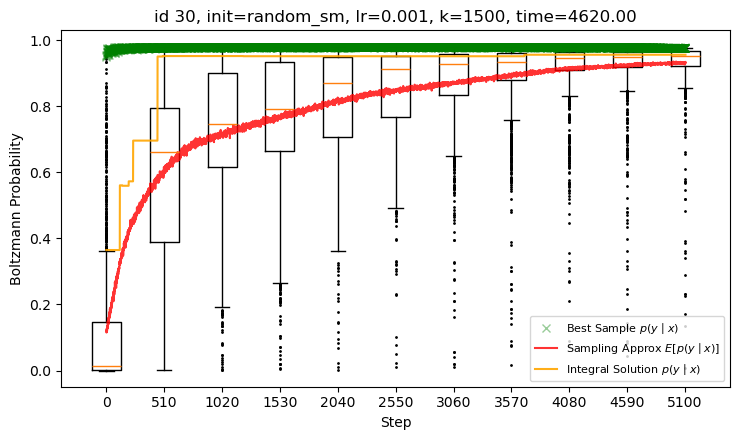 id 30, init=random_sm, lr=0.001, k=1500, time=4620.00
Boltzmann Probability
1.0
0.8
0.6
0.4
0.2
0.0
0 510 1020 1530 2040 2550 3060 3570 4080 4590 5100
Step
Best Sample p(y | x)
Sampling Approx E[p(y | x)]
Integral Solution p(y | x)